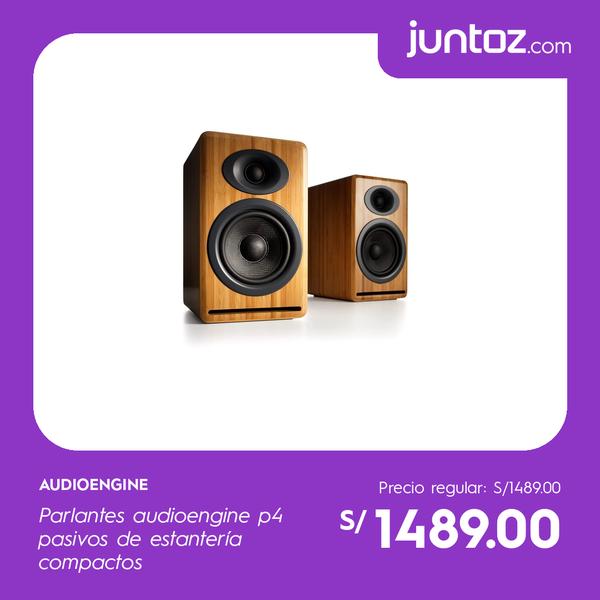 juntoz.com
AUDIOENGINE
Parlantes audioengine p4
pasivos de estantería
compactos
Precio regular: S/1489.00
S/1489.00